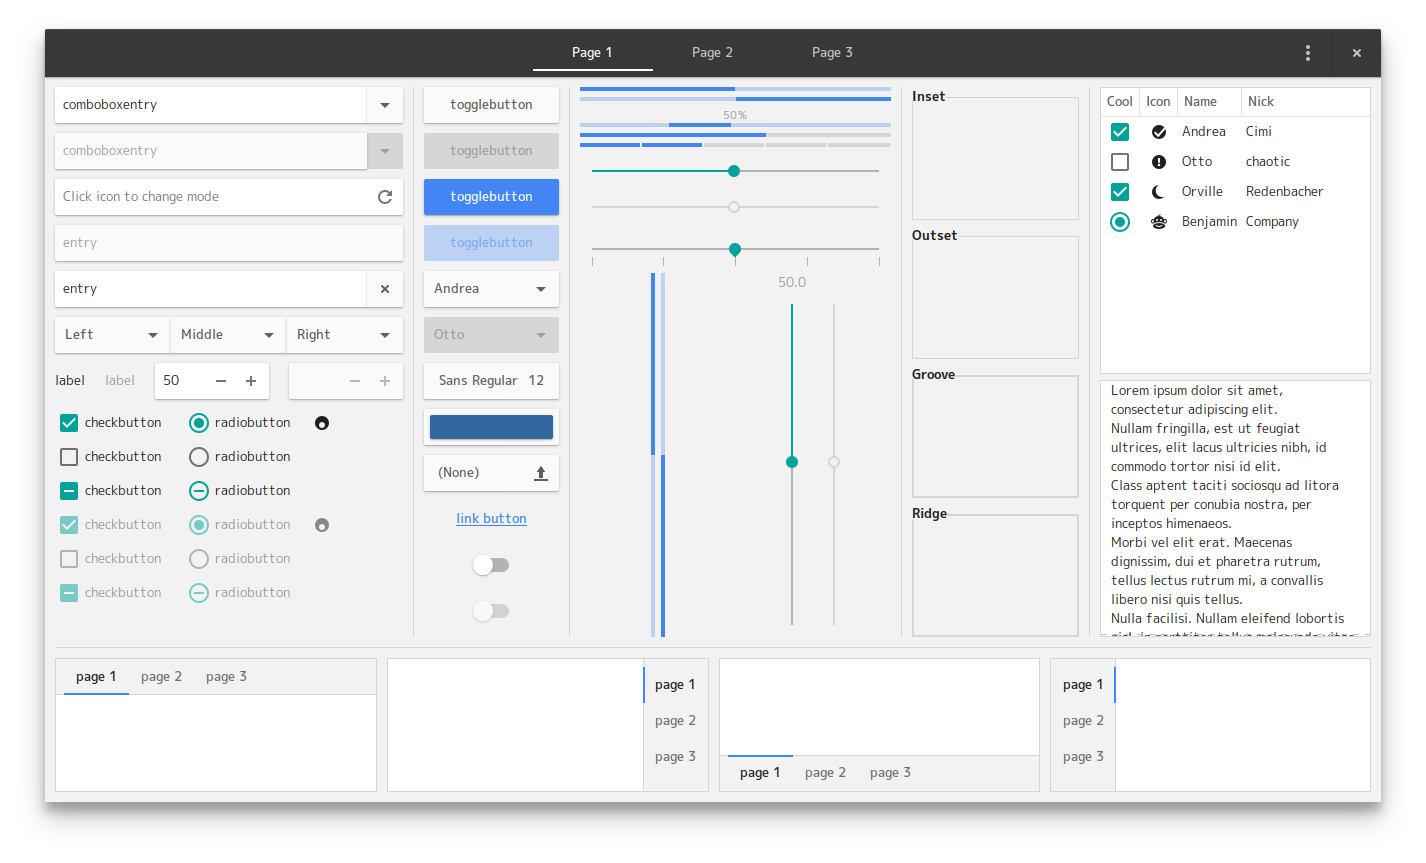 Page 1 Page 2 Page 3
comboboxentry
comboboxentry
Click icon to change mode
entry
entry
Left Middle Right
label label 50
checkbutton radiobutton
checkbutton radiobutton
checkbutton radiobutton
checkbutton radiobutton
checkbutton radiobutton
checkbutton radiobutton
togglebutton
togglebutton
togglebutton
togglebutton
Andrea
Otto
Sans Regular 12
(None)
link button
50%
50.0
Inset
Outset
Groove
Ridge
Cool Icon Name Nick
Andrea Cimi
Otto chaotic
Orville Redenbacher
Benjamin Company
Lorem ipsum dolor sit amet,
consectetur adipiscing elit.
Nullam fringilla, est ut feugiat
ultrices, elit lacus ultricies nibh, id
commodo tortor nisi id elit.
Class aptent taciti sociosqu ad litora
torquent per conubia nostra, per
inceptos himenaeos.
Morbi vel elit erat. Maecenas
dignissim, dui et pharetra rutrum,
tellus lectus rutrum mi, a convallis
libero nisi quis tellus.
Nulla facilisi. Nullam eleifend lobortis
page 1 page 2 page 3
page 1
page 2
page 3
page 1 page 2 page 3
page 1
page 2
page 3